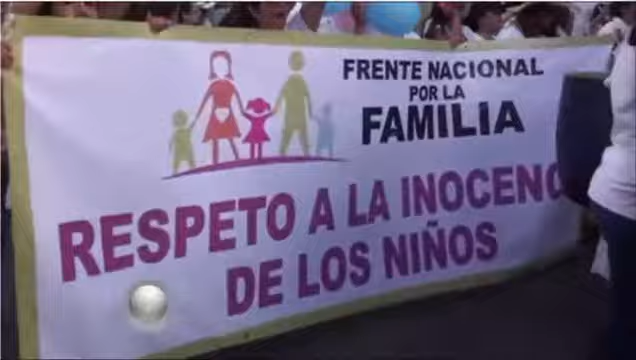 FRENTE NACIONAL
POR LA
FAMILIA
RESPETO A LA INOCENC
DE LOS NIÑOS